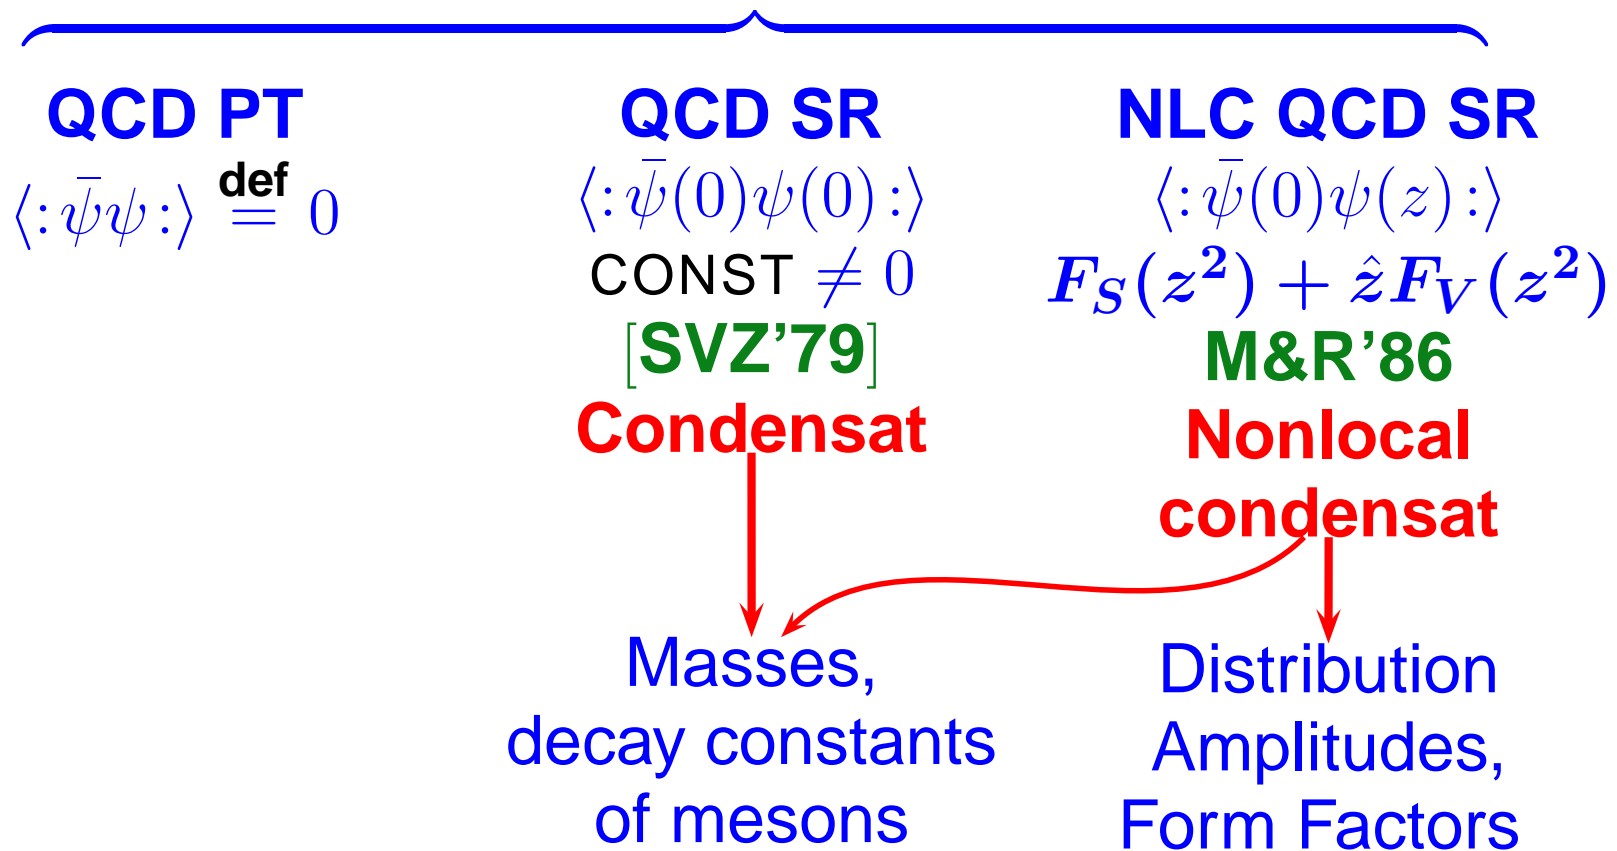 QCD PT
⟨:ψ̄ψ:⟩ def= 0
QCD SR
⟨:ψ̄(0)ψ(0):⟩
CONST ≠ 0
[SVZ’79]
Condensat
Masses,
decay constants
of mesons
NLC QCD SR
⟨:ψ̄(0)ψ(z):⟩
F_S(z²) + ẑF_V(z²)
M&R’86
Nonlocal
condensat
Distribution
Amplitudes,
Form Factors